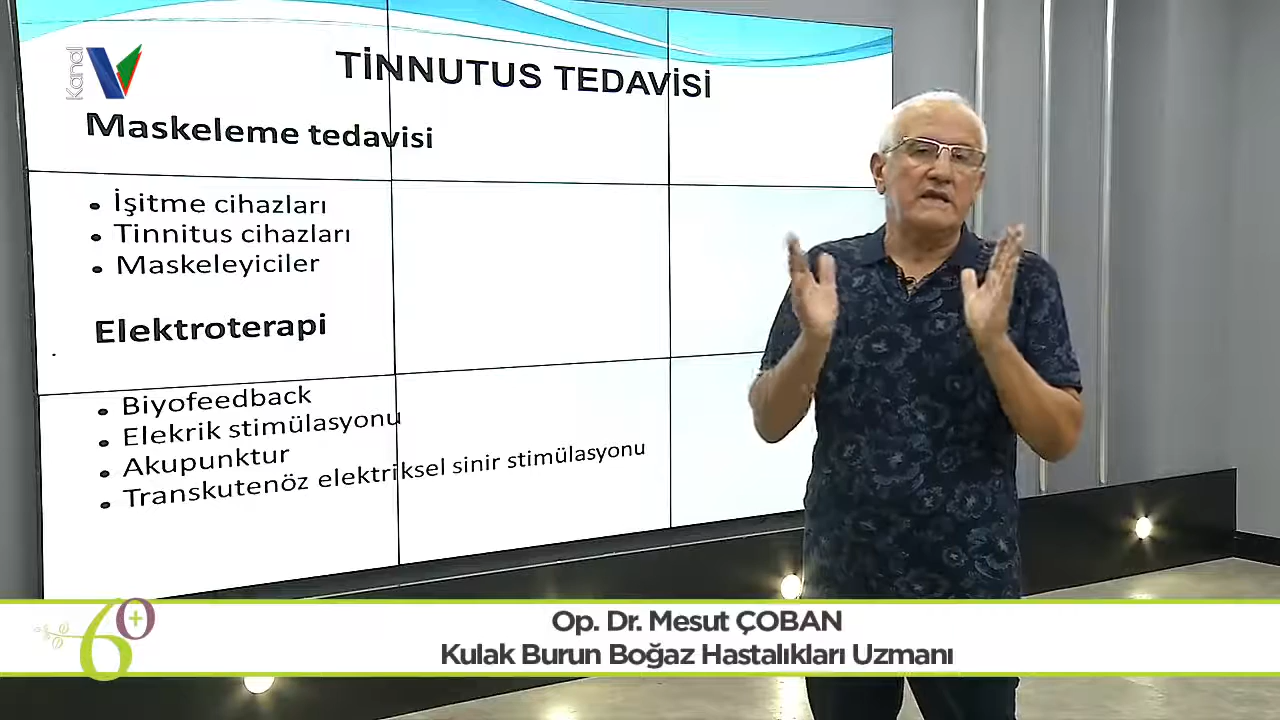 Kanal V
TİNNUTUS TEDAVİSİ
Maskeleme tedavisi
• İşitme cihazları
• Tinnitus cihazları
• Maskeleyiciler
Elektroterapi
• Biyofeedback
• Elekrik stimülasyonu
• Akupunktur
• Transkutenöz elektriksel sinir stimülasyonu
6+
Op. Dr. Mesut ÇOBAN
Kulak Burun Boğaz Hastalıkları Uzmanı